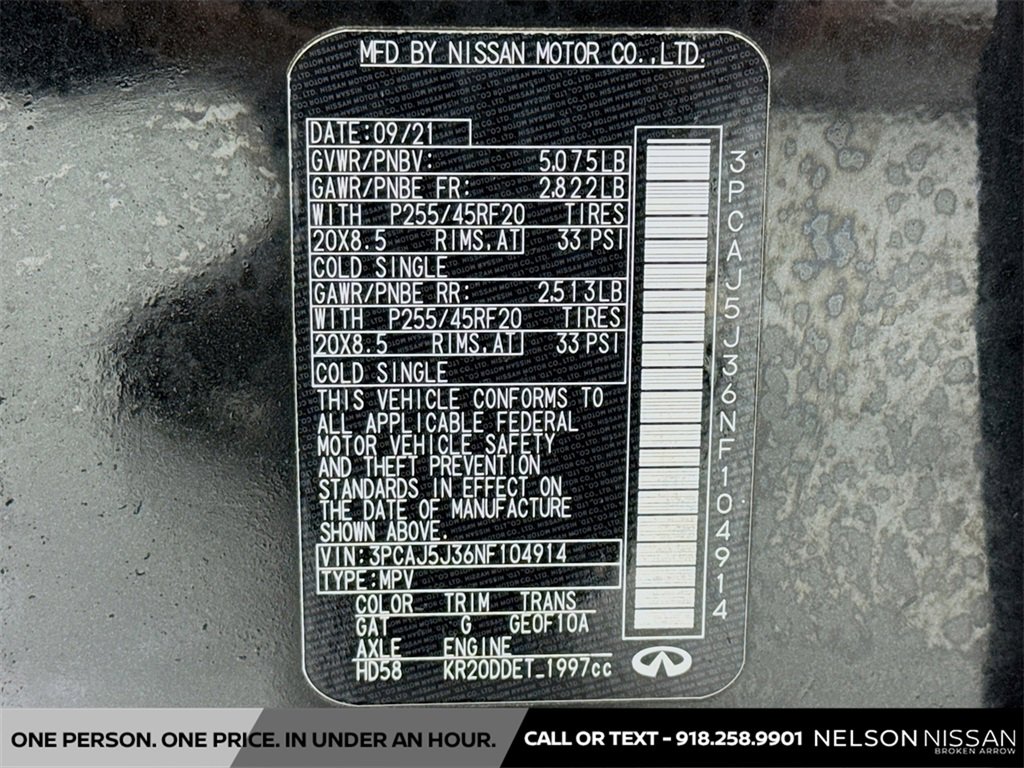 MFD BY NISSAN MOTOR CO.,LTD.
DATE:09/21
GVWR/PNBV: 5,075LB
GAWR/PNBE FR: 2,822LB
WITH P255/45RF20 TIRES
20X8.5 RIMS,AT 33 PSI
COLD SINGLE
GAWR/PNBE RR: 2,513LB
WITH P255/45RF20 TIRES
20X8.5 RIMS,AT 33 PSI
COLD SINGLE
THIS VEHICLE CONFORMS TO
ALL APPLICABLE FEDERAL
MOTOR VEHICLE SAFETY
AND THEFT PREVENTION
STANDARDS IN EFFECT ON
THE DATE OF MANUFACTURE
SHOWN ABOVE.
VIN:3PCAJ5J36NF104914
TYPE:MPV
COLOR TRIM TRANS
GAT G GE0F10A
AXLE ENGINE
HD58 KR20DDET_1997cc
3PCAJ5J36NF104914
ONE PERSON. ONE PRICE. IN UNDER AN HOUR.
CALL OR TEXT - 918.258.9901
NELSON NISSAN
BROKEN ARROW